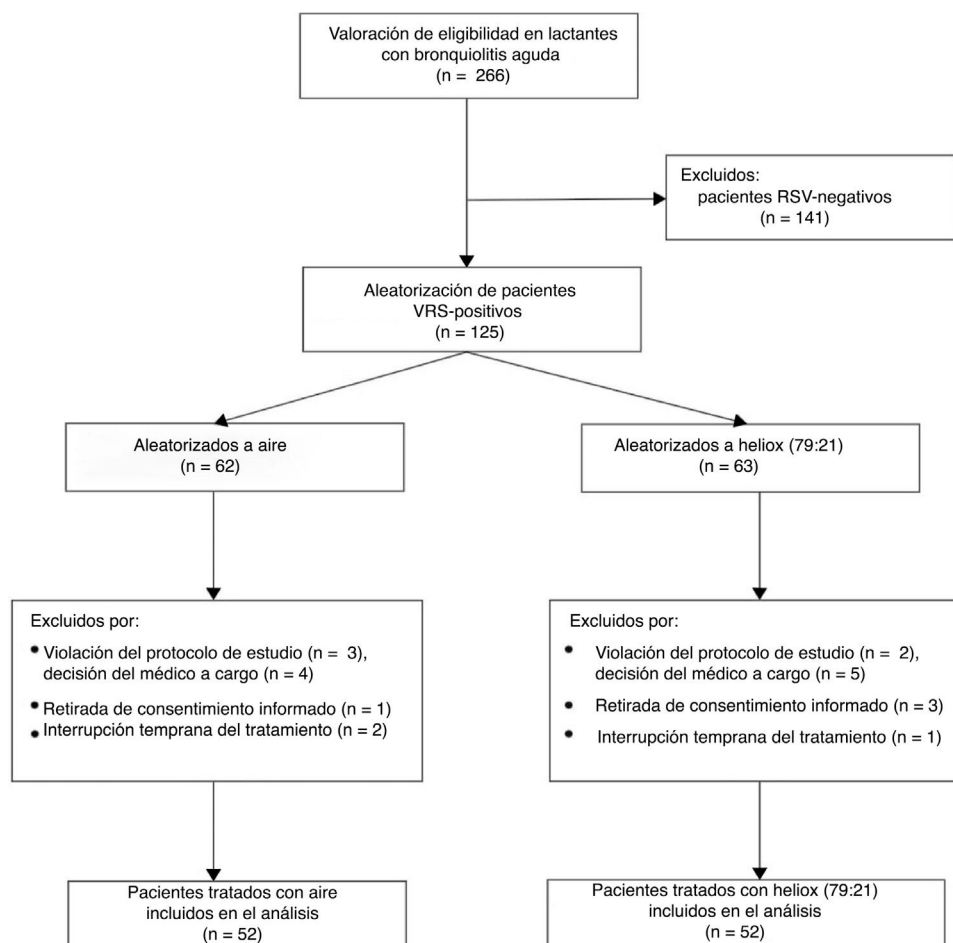 Valoración de eligibilidad en lactantes
con bronquiolitis aguda
(n = 266)
Excluidos:
pacientes RSV-negativos
(n = 141)
Aleatorización de pacientes
VRS-positivos
(n = 125)
Aleatorizados a aire
(n = 62)
Aleatorizados a heliox (79:21)
(n = 63)
Excluidos por:
• Violación del protocolo de estudio (n = 3),
decisión del médico a cargo (n = 4)
• Retirada de consentimiento informado (n = 1)
• Interrupción temprana del tratamiento (n = 2)
Excluidos por:
• Violación del protocolo de estudio (n = 2),
decisión del médico a cargo (n = 5)
• Retirada de consentimiento informado (n = 3)
• Interrupción temprana del tratamiento (n = 1)
Pacientes tratados con aire
incluidos en el análisis
(n = 52)
Pacientes tratados con heliox (79:21)
incluidos en el análisis
(n = 52)